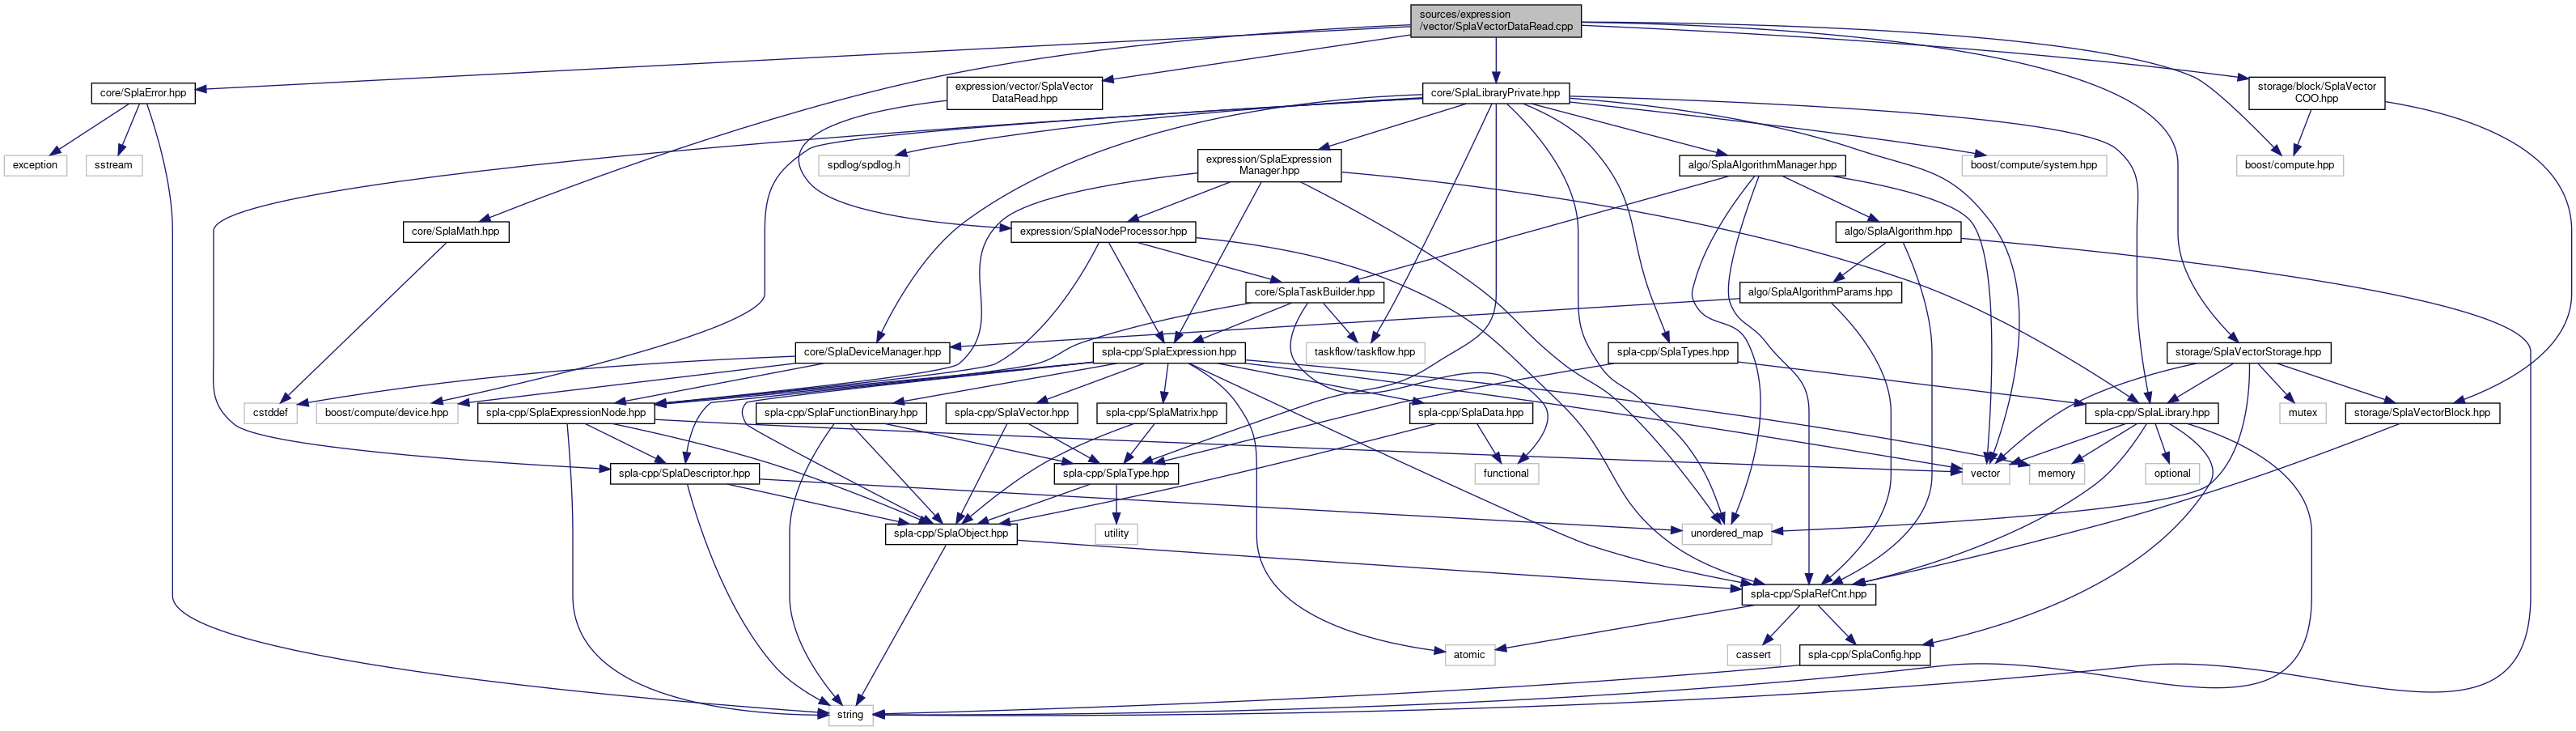 sources/expression
/vector/SplaVectorDataRead.cpp
core/SplaError.hpp
expression/vector/SplaVector
DataRead.hpp
core/SplaLibraryPrivate.hpp
storage/block/SplaVector
COO.hpp
exception
sstream
spdlog/spdlog.h
expression/SplaExpression
Manager.hpp
algo/SplaAlgorithmManager.hpp
boost/compute/system.hpp
boost/compute.hpp
core/SplaMath.hpp
expression/SplaNodeProcessor.hpp
algo/SplaAlgorithm.hpp
core/SplaTaskBuilder.hpp
algo/SplaAlgorithmParams.hpp
core/SplaDeviceManager.hpp
spla-cpp/SplaExpression.hpp
taskflow/taskflow.hpp
spla-cpp/SplaTypes.hpp
storage/SplaVectorStorage.hpp
cstddef
boost/compute/device.hpp
spla-cpp/SplaExpressionNode.hpp
spla-cpp/SplaFunctionBinary.hpp
spla-cpp/SplaVector.hpp
spla-cpp/SplaMatrix.hpp
spla-cpp/SplaData.hpp
spla-cpp/SplaLibrary.hpp
mutex
storage/SplaVectorBlock.hpp
spla-cpp/SplaDescriptor.hpp
spla-cpp/SplaType.hpp
functional
vector
memory
optional
spla-cpp/SplaObject.hpp
utility
unordered_map
spla-cpp/SplaRefCnt.hpp
atomic
cassert
spla-cpp/SplaConfig.hpp
string